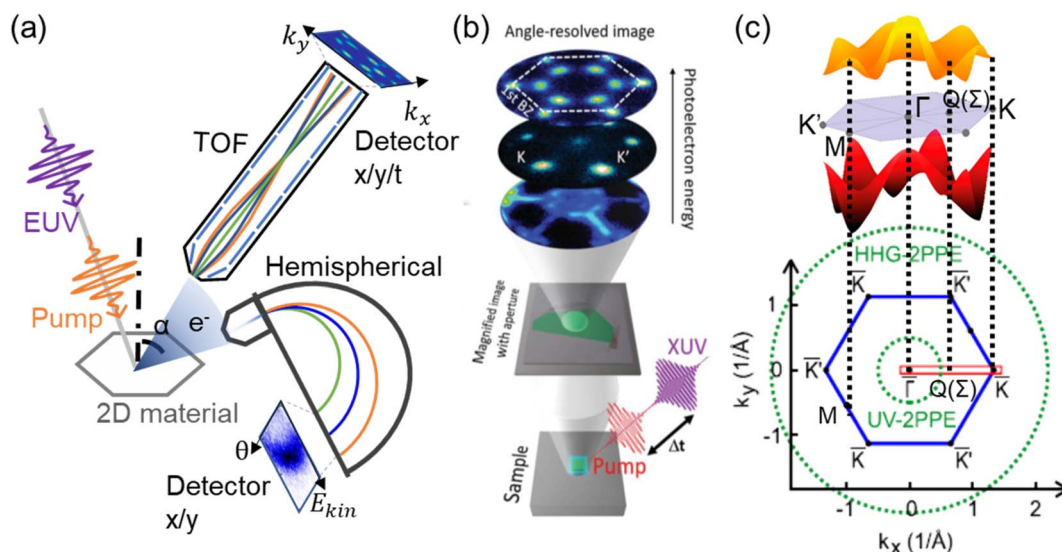 (a)
EUV
Pump
α
e-
2D material
TOF
k_y
k_x
Detector
x/y/t
Hemispherical
θ
E_kin
Detector
x/y
(b)
Angle-resolved image
1st BZ
K
K'
Photoelectron energy
Magnified image
with aperture
XUV
Pump
Δt
Sample
(c)
K'
M
Γ
Q(Σ)
K
HHG-2PPE
K̅
K̅'
K̅'
Γ̅
Q(Σ)
K̅
M
UV-2PPE
K̅
K̅'
k_y (1/Å)
1
0
-1
-1
0
1
2
k_x (1/Å)